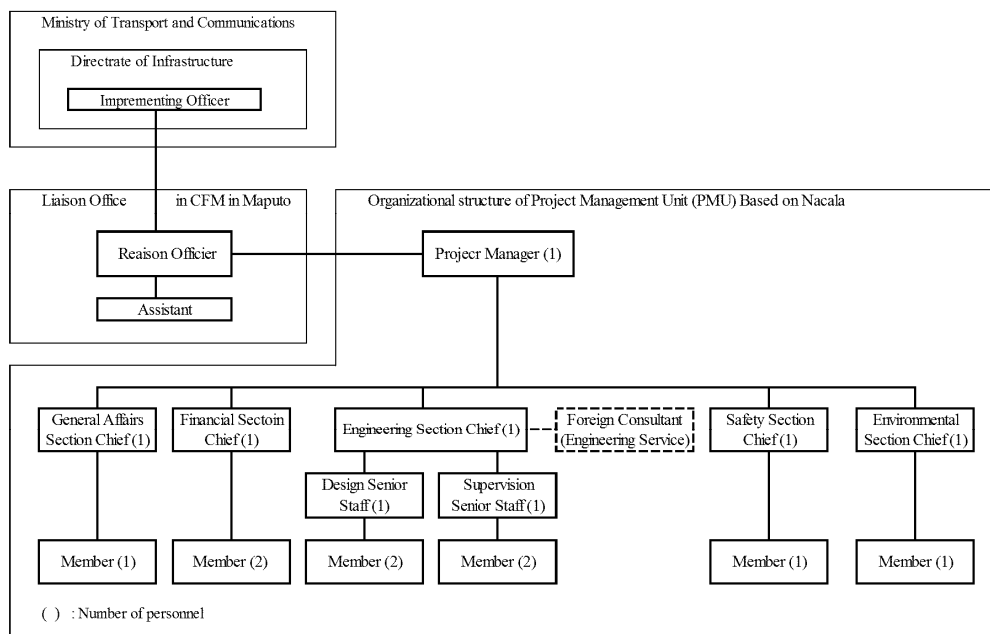 Ministry of Transport and Communications
Directrate of Infrastructure
Imprementing Officer
Liaison Office in CFM in Maputo
Reaison Officier
Assistant
Organizational structure of Project Management Unit (PMU) Based on Nacala
Projecr Manager (1)
General Affairs
Section Chief (1)
Financial Sectoin
Chief (1)
Engineering Section Chief (1)
Foreign Consultant
(Engineering Service)
Safety Section
Chief (1)
Environmental
Section Chief (1)
Design Senior
Staff (1)
Supervision
Senior Staff (1)
Member (1)
Member (2)
Member (2)
Member (2)
Member (1)
Member (1)
( ) : Number of personnel